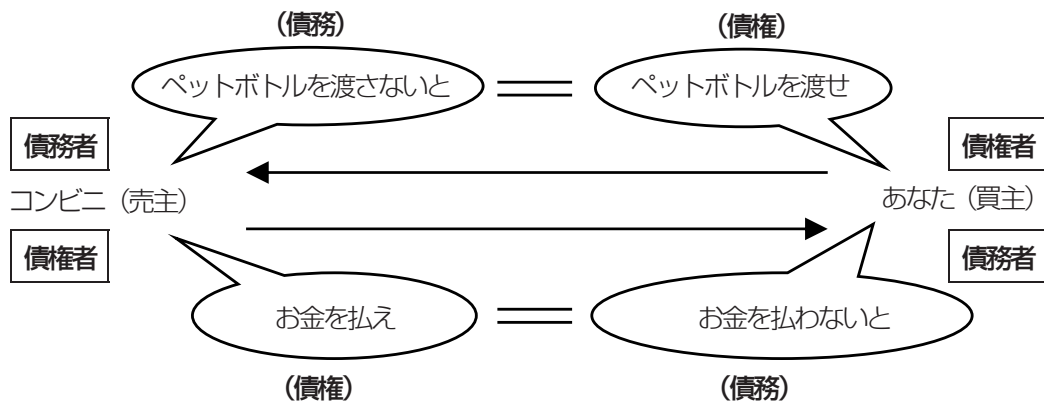 (債務)
(債権)
ペットボトルを渡さないと
ペットボトルを渡せ
債務者
債権者
コンビニ(売主)
あなた(買主)
債権者
債務者
お金を払え
お金を払わないと
(債権)
(債務)